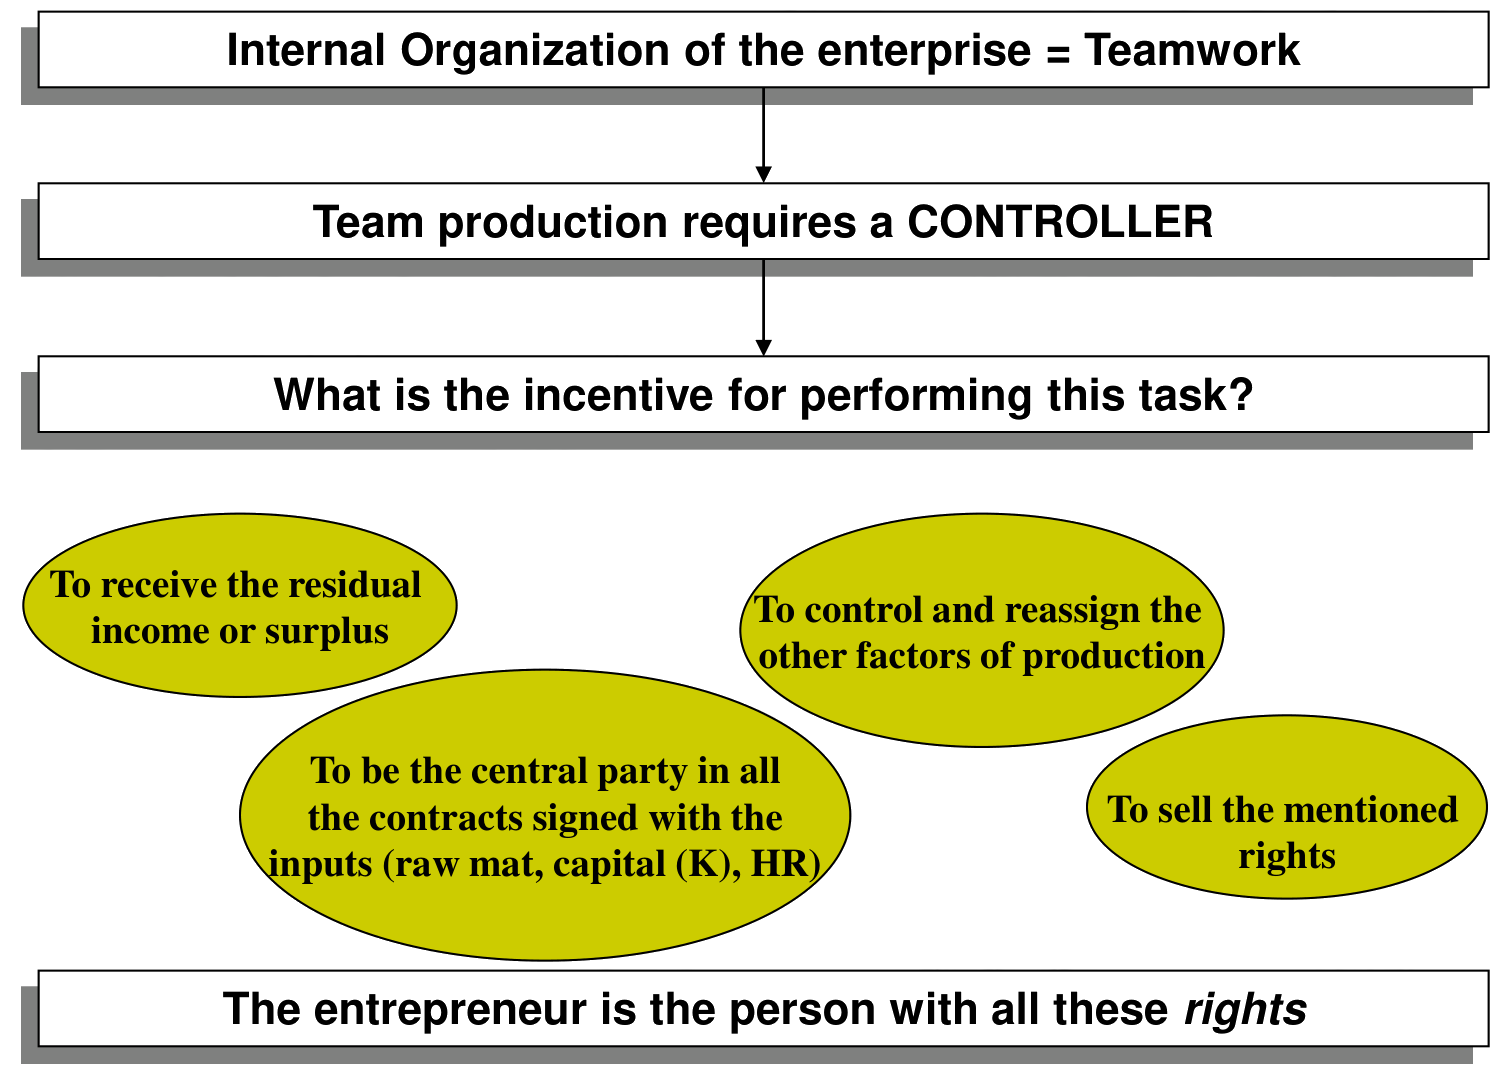 Internal Organization of the enterprise = Teamwork
Team production requires a CONTROLLER
What is the incentive for performing this task?
To receive the residual
income or surplus
To control and reassign the
other factors of production
To be the central party in all
the contracts signed with the
inputs (raw mat, capital (K), HR)
To sell the mentioned
rights
The entrepreneur is the person with all these rights